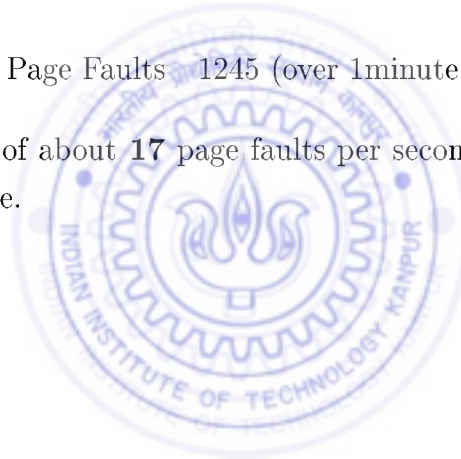 Page Faults 1245 (over 1minute
of about 17 page faults per secon
e.
INDIAN INSTITUTE OF TECHNOLOGY KANPUR